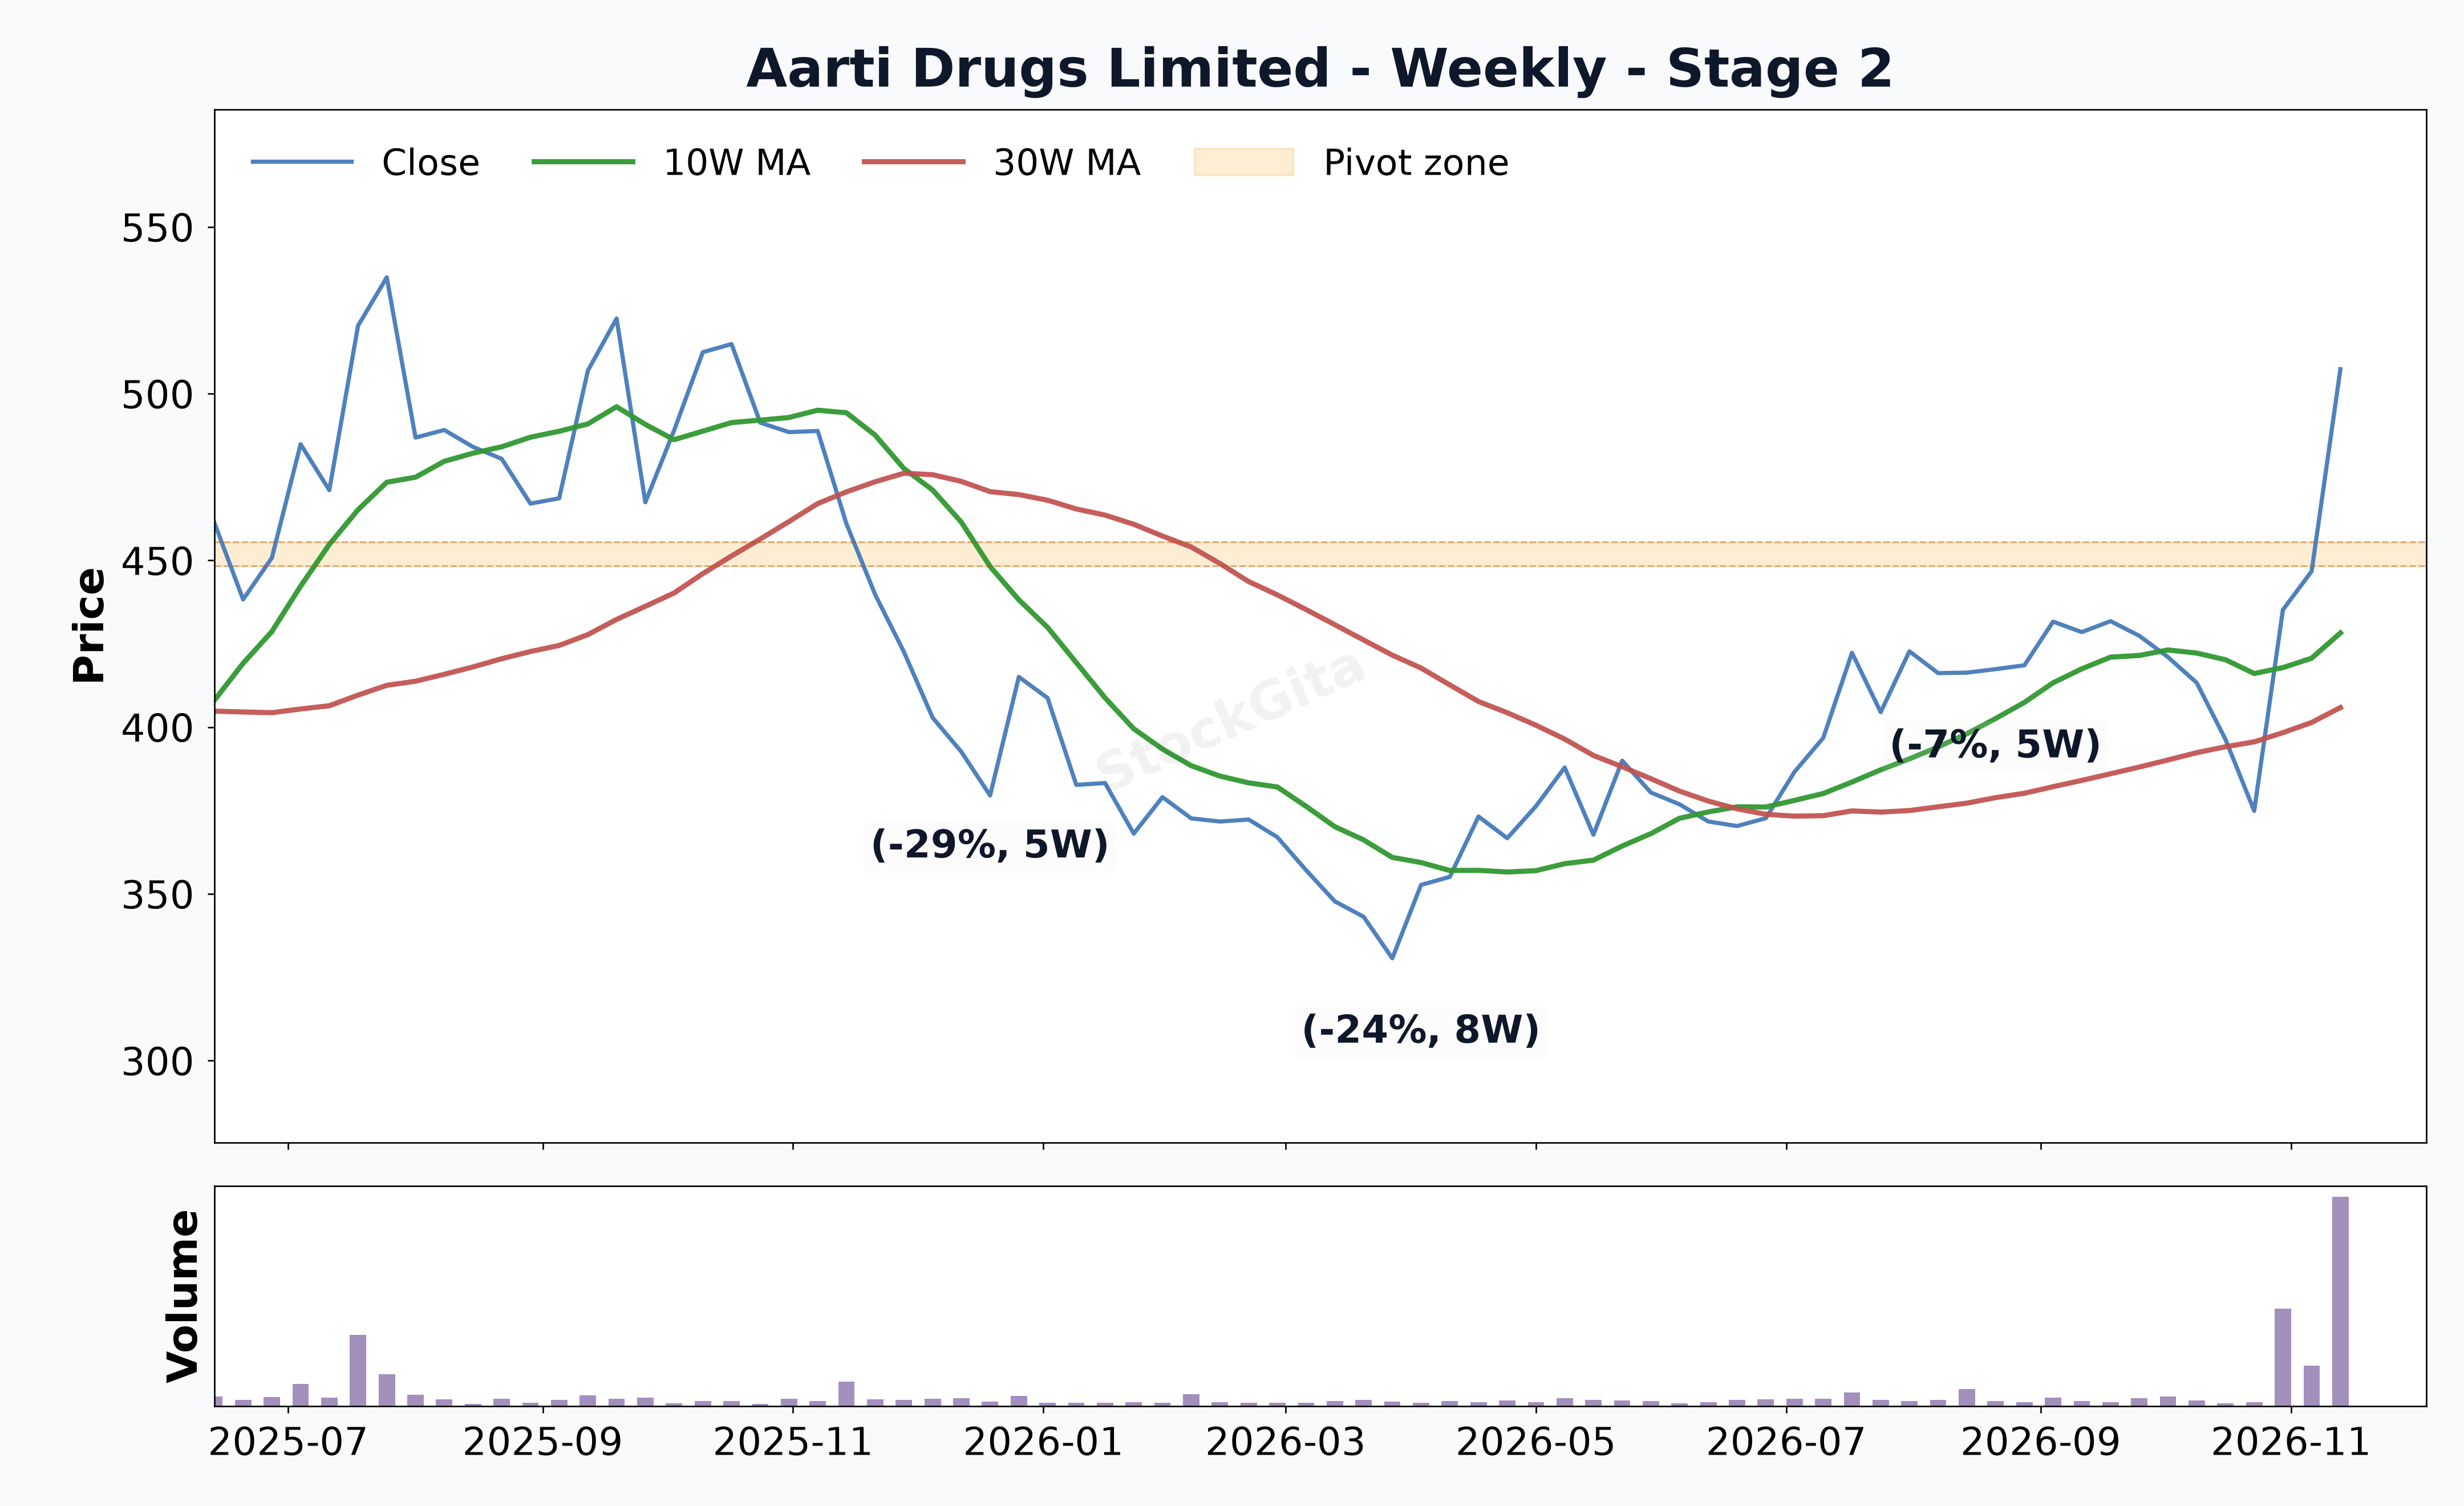 Aarti Drugs Limited - Weekly - Stage 2
Close 10W MA 30W MA Pivot zone
550
500
450
400
350
300
Price
(-29%, 5W)
(-24%, 8W)
(-7%, 5W)
StockGita
Volume
2025-07 2025-09 2025-11 2026-01 2026-03 2026-05 2026-07 2026-09 2026-11